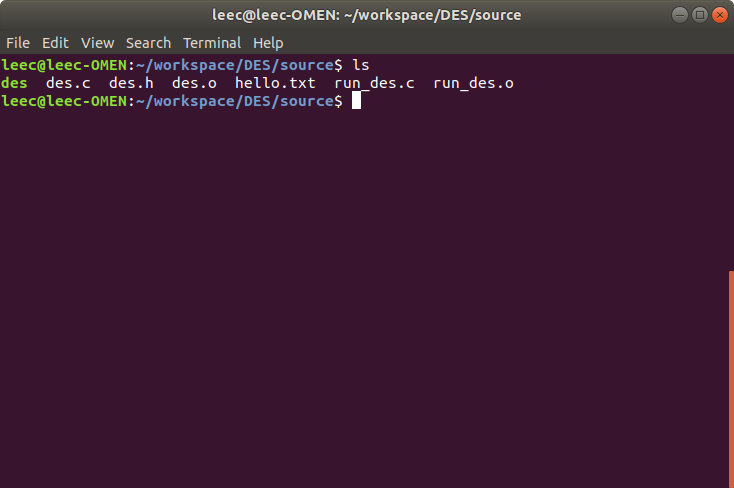 leec@leec-OMEN: ~/workspace/DES/source
File Edit View Search Terminal Help
leec@leec-OMEN:~/workspace/DES/source$ ls
des  des.c  des.h  des.o  hello.txt  run_des.c  run_des.o
leec@leec-OMEN:~/workspace/DES/source$